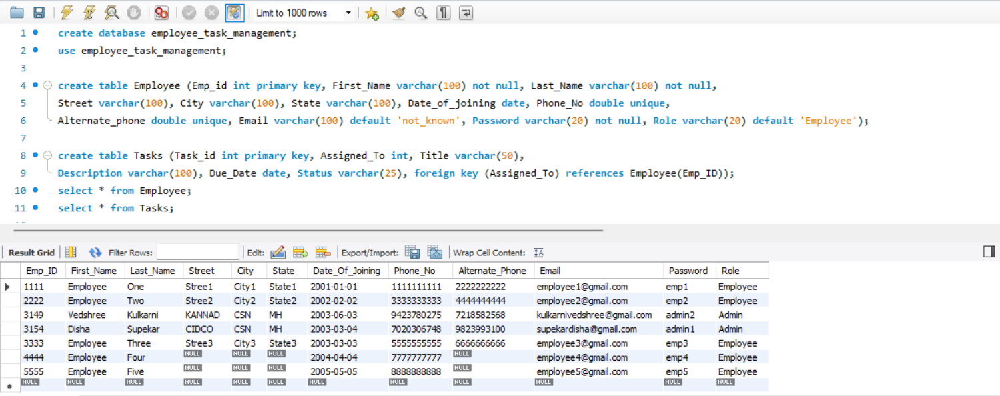 Limit to 1000 rows
1 create database employee_task_management;
2 use employee_task_management;
3
4 create table Employee (Emp_id int primary key, First_Name varchar(100) not null, Last_Name varchar(100) not null,
5 Street varchar(100), City varchar(100), State varchar(100), Date_of_joining date, Phone_No double unique,
6 Alternate_phone double unique, Email varchar(100) default 'not_known', Password varchar(20) not null, Role varchar(20) default 'Employee');
7
8 create table Tasks (Task_id int primary key, Assigned_To int, Title varchar(50),
9 Description varchar(100), Due_Date date, Status varchar(25), foreign key (Assigned_To) references Employee(Emp_ID));
10 select * from Employee;
11 select * from Tasks;
Result Grid Filter Rows: Edit: Export/Import: Wrap Cell Content:
Emp_ID First_Name Last_Name Street City State Date_Of_Joining Phone_No Alternate_Phone Email Password Role
1111 Employee One Stree1 City1 State1 2001-01-01 1111111111 2222222222 employee1@gmail.com emp1 Employee
2222 Employee Two Stree2 City2 State2 2002-02-02 3333333333 4444444444 employee2@gmail.com emp2 Employee
3149 Vedshree Kulkarni KANNAD CSN MH 2003-06-03 9423780275 7218582568 kulkarnivedshree@gmail.com admin2 Admin
3154 Disha Supekar CIDCO CSN MH 2003-03-04 7020306748 9823993100 supekardisha@gmail.com admin1 Admin
3333 Employee Three Stree3 City3 State3 2003-03-03 5555555555 6666666666 employee3@gmail.com emp3 Employee
4444 Employee Four NULL NULL NULL 2004-04-04 7777777777 NULL employee4@gmail.com emp4 Employee
5555 Employee Five NULL NULL NULL 2005-05-05 8888888888 NULL employee5@gmail.com emp5 Employee
NULL NULL NULL NULL NULL NULL NULL NULL NULL NULL NULL NULL